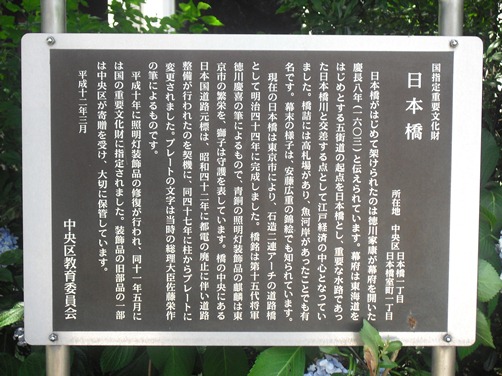 国指定重要文化財
日本橋
所在地　中央区　日本橋一丁目
日本橋室町一丁目
日本橋がはじめて架けられたのは徳川家康が幕府を開いた
慶長八年(一六〇三)と伝えられています。幕府は東海道を
はじめとする五街道の起点を日本橋とし、重要な水路であっ
た日本橋川と交差する点として江戸経済の中心となってい
ました。橋詰には高札場があり、魚河岸があったことでも有
名です。幕末の様子は、安藤広重の錦絵でも知られています。
現在の日本橋は東京市により、石造二連アーチの道路橋
として明治四十四年に完成しました。橋銘は第十五代将軍
徳川慶喜の筆によるもので、青銅の照明灯装飾品の麒麟は東
京市の繁栄を、獅子は守護を表しています。橋の中央にある
日本国道路元標は、昭和四十二年に都電の廃止に伴い道路
整備が行われたのを契機に、同四十七年に柱からプレートに
変更されました。プレートの文字は当時の総理大臣佐藤栄作
の筆によるものです。
平成十年に照明灯装飾品の修復が行われ、同十一年五月に
は国の重要文化財に指定されました。装飾品の旧部品の一部
は中央区が寄贈を受け、大切に保管しています。
平成十二年三月
中央区教育委員会